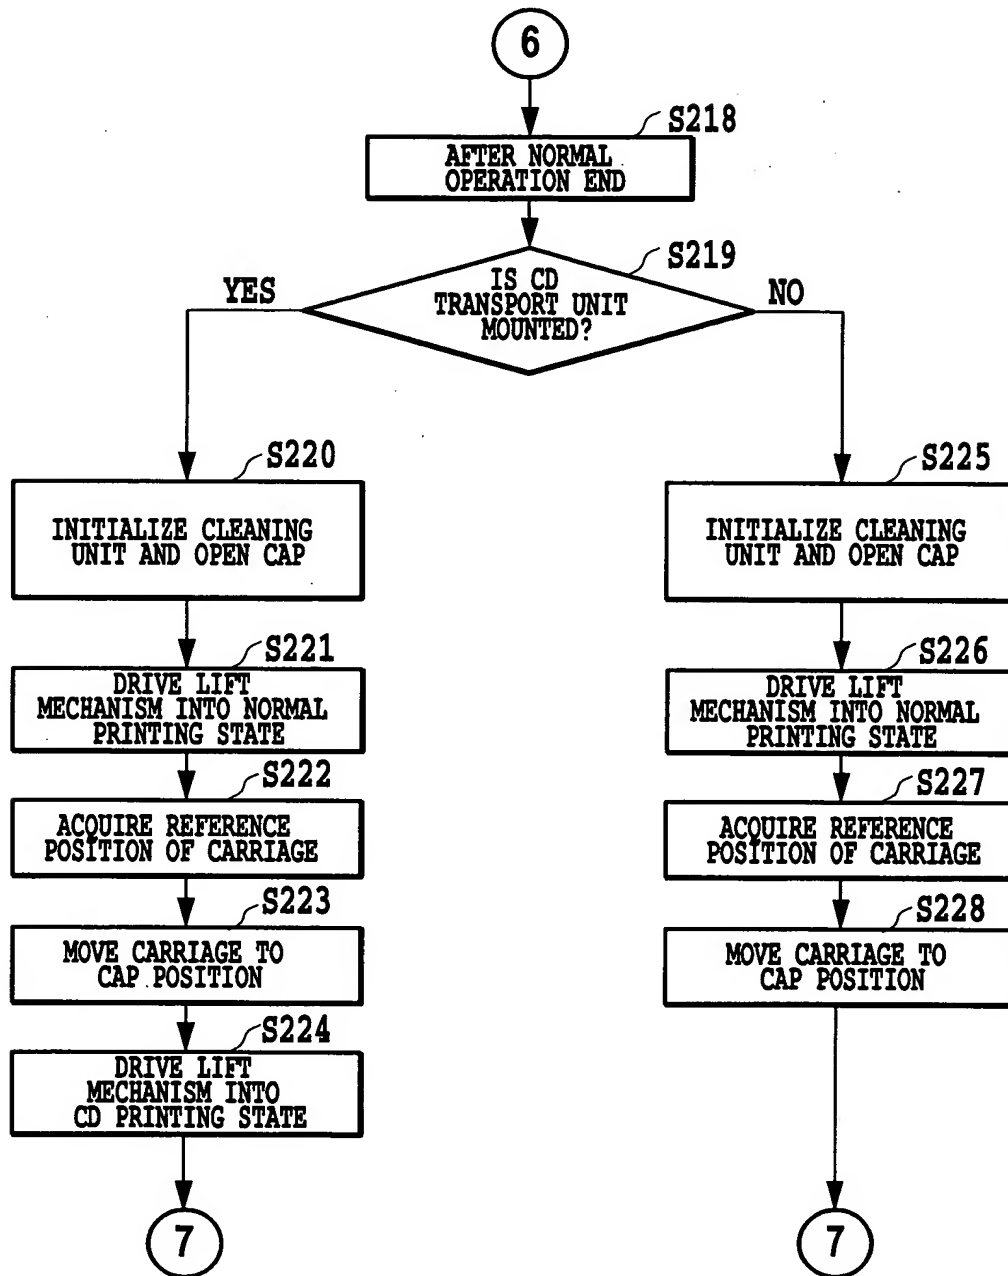 6
S218
AFTER NORMAL
OPERATION END
S219
IS CD
TRANSPORT UNIT
MOUNTED?
YES
NO
S220
INITIALIZE CLEANING
UNIT AND OPEN CAP
S221
DRIVE LIFT
MECHANISM INTO NORMAL
PRINTING STATE
S222
ACQUIRE REFERENCE
POSITION OF CARRIAGE
S223
MOVE CARRIAGE TO
CAP POSITION
S224
DRIVE LIFT
MECHANISM INTO
CD PRINTING STATE
7
S225
INITIALIZE CLEANING
UNIT AND OPEN CAP
S226
DRIVE LIFT
MECHANISM INTO NORMAL
PRINTING STATE
S227
ACQUIRE REFERENCE
POSITION OF CARRIAGE
S228
MOVE CARRIAGE TO
CAP POSITION
7